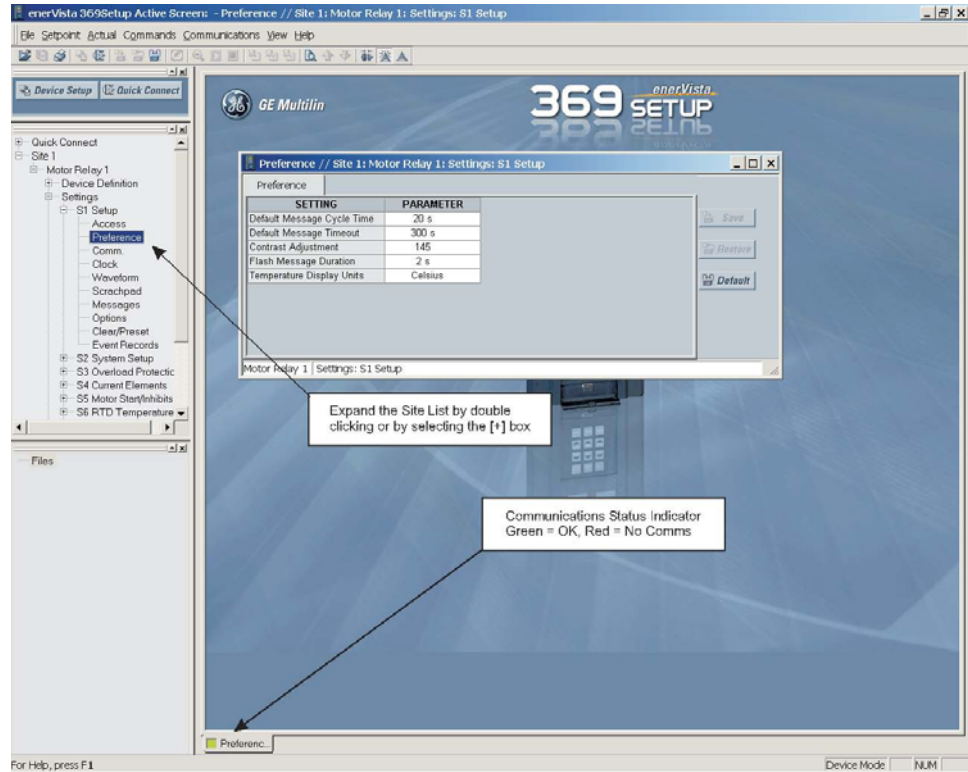 enerVista 369Setup Active Screen: - Preference // Site 1: Motor Relay 1: Settings: S1 Setup
File Setpoint Actual Commands Communications View Help
Device Setup Quick Connect
Quick Connect
Site 1
Motor Relay 1
Device Definition
Settings
S1 Setup
Access
Preference
Comm.
Clock
Waveform
Scrachpad
Messages
Options
Clear/Preset
Event Records
S2 System Setup
S3 Overload Protectic
S4 Current Elements
S5 Motor Start/Inhibits
S6 RTD Temperature
Files
GE Multilin
369 enerVista SETUP
Preference // Site 1: Motor Relay 1: Settings: S1 Setup
Preference
SETTING PARAMETER
Default Message Cycle Time 20 s
Default Message Timeout 300 s
Contrast Adjustment 145
Flash Message Duration 2 s
Temperature Display Units Celsius
Save
Restore
Default
Motor Relay 1 Settings: S1 Setup
Expand the Site List by double
clicking or by selecting the [+] box
Communications Status Indicator
Green = OK, Red = No Comms
Preferenc...
For Help, press F1
Device Mode NUM